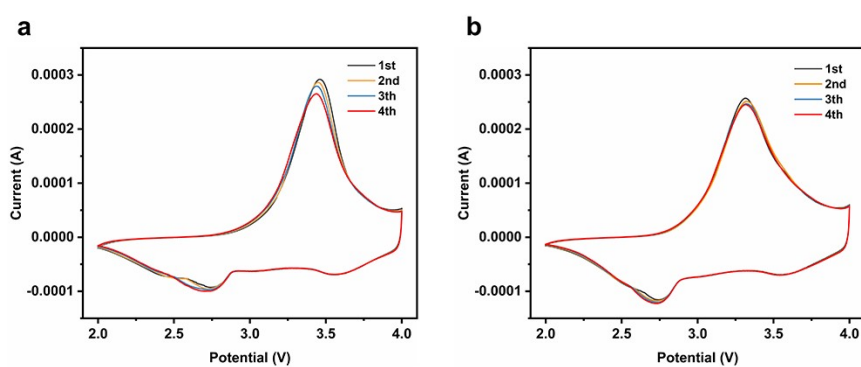 a
Current (A)
0.0003
0.0002
0.0001
0.0000
-0.0001
1st
2nd
3th
4th
2.0 2.5 3.0 3.5 4.0
Potential (V)
b
Current (A)
0.0003
0.0002
0.0001
0.0000
-0.0001
1st
2nd
3th
4th
2.0 2.5 3.0 3.5 4.0
Potential (V)